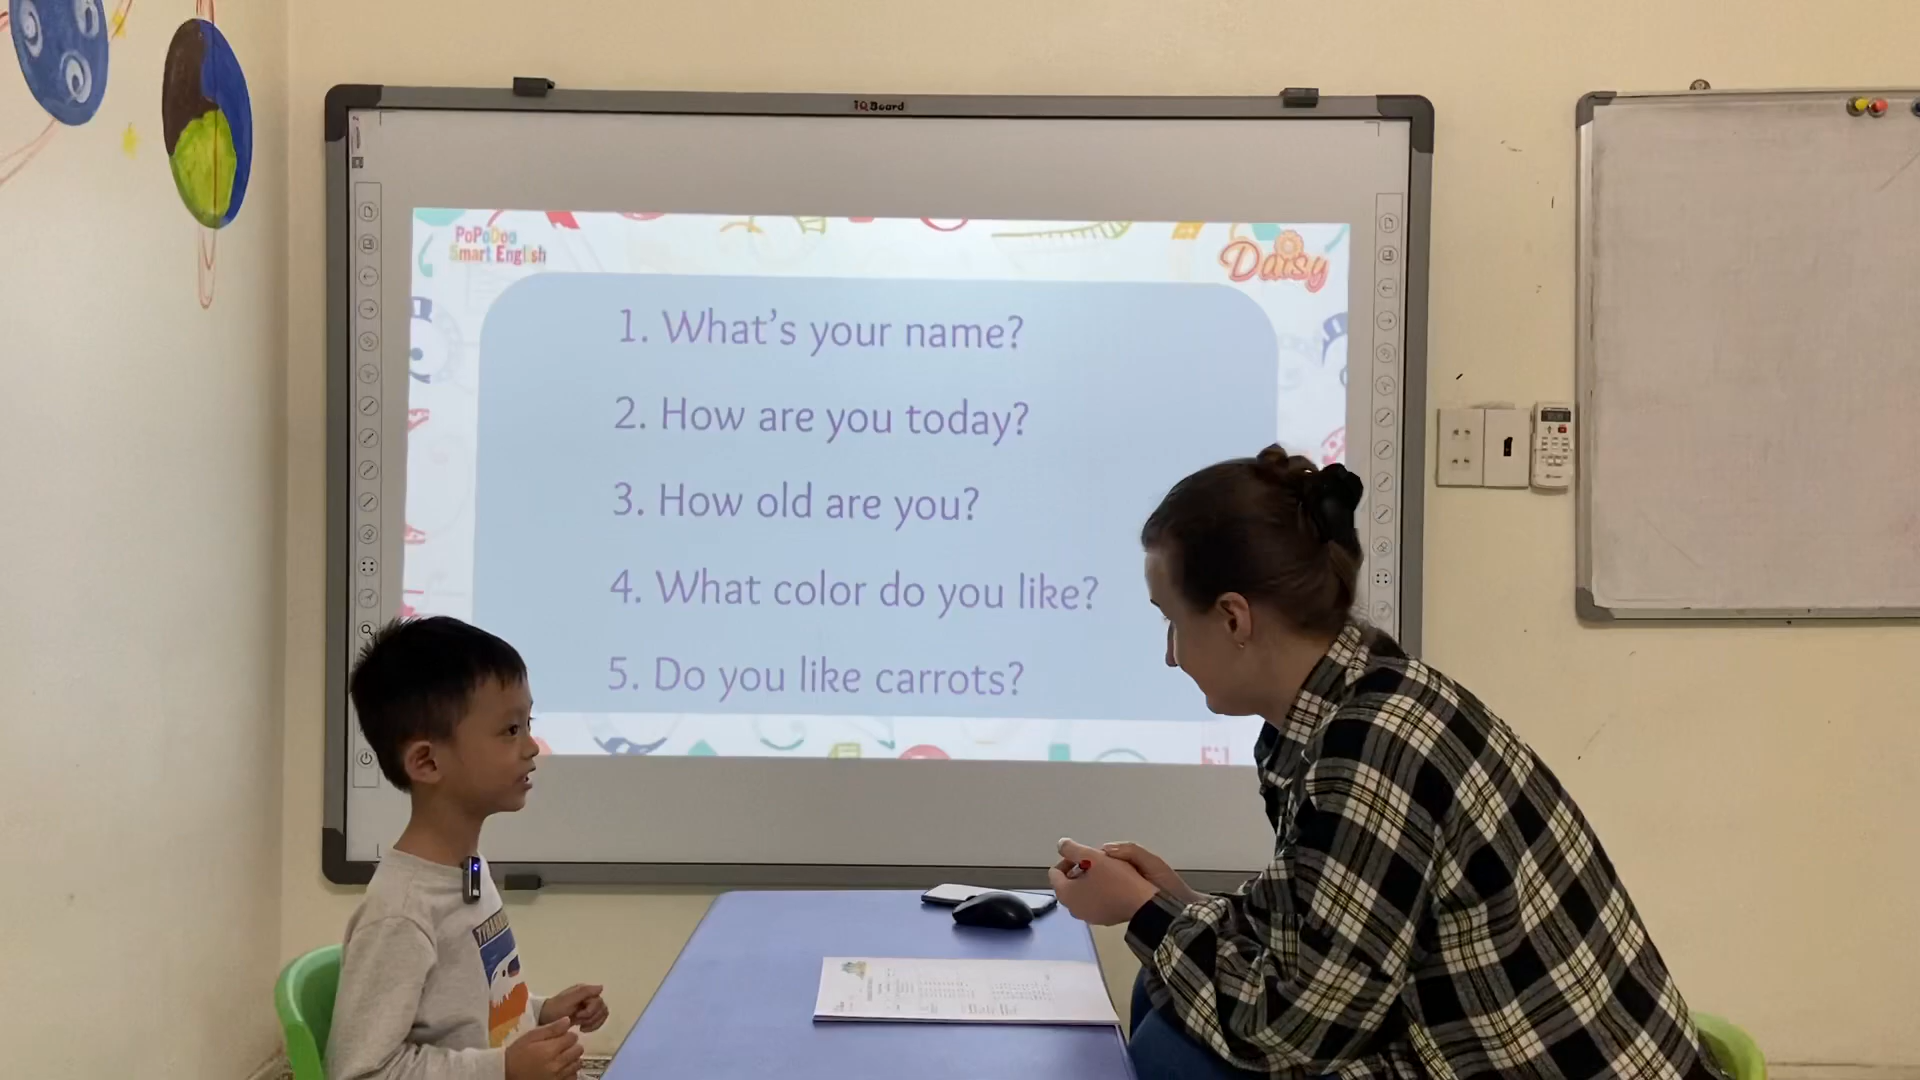 IQBoard
PoPoDoo
Smart English
Daisy
1. What's your name?
2. How are you today?
3. How old are you?
4. What color do you like?
5. Do you like carrots?